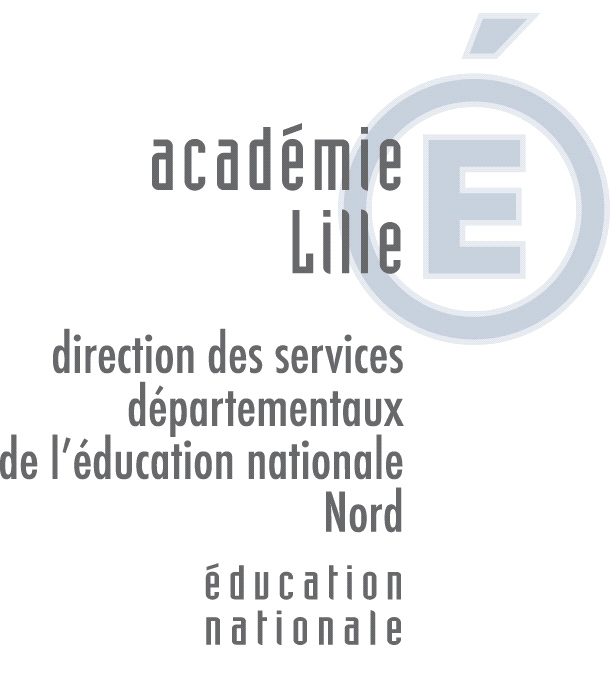 É
académie
Lille
direction des services
départementaux
de l'éducation nationale
Nord
éducation
nationale